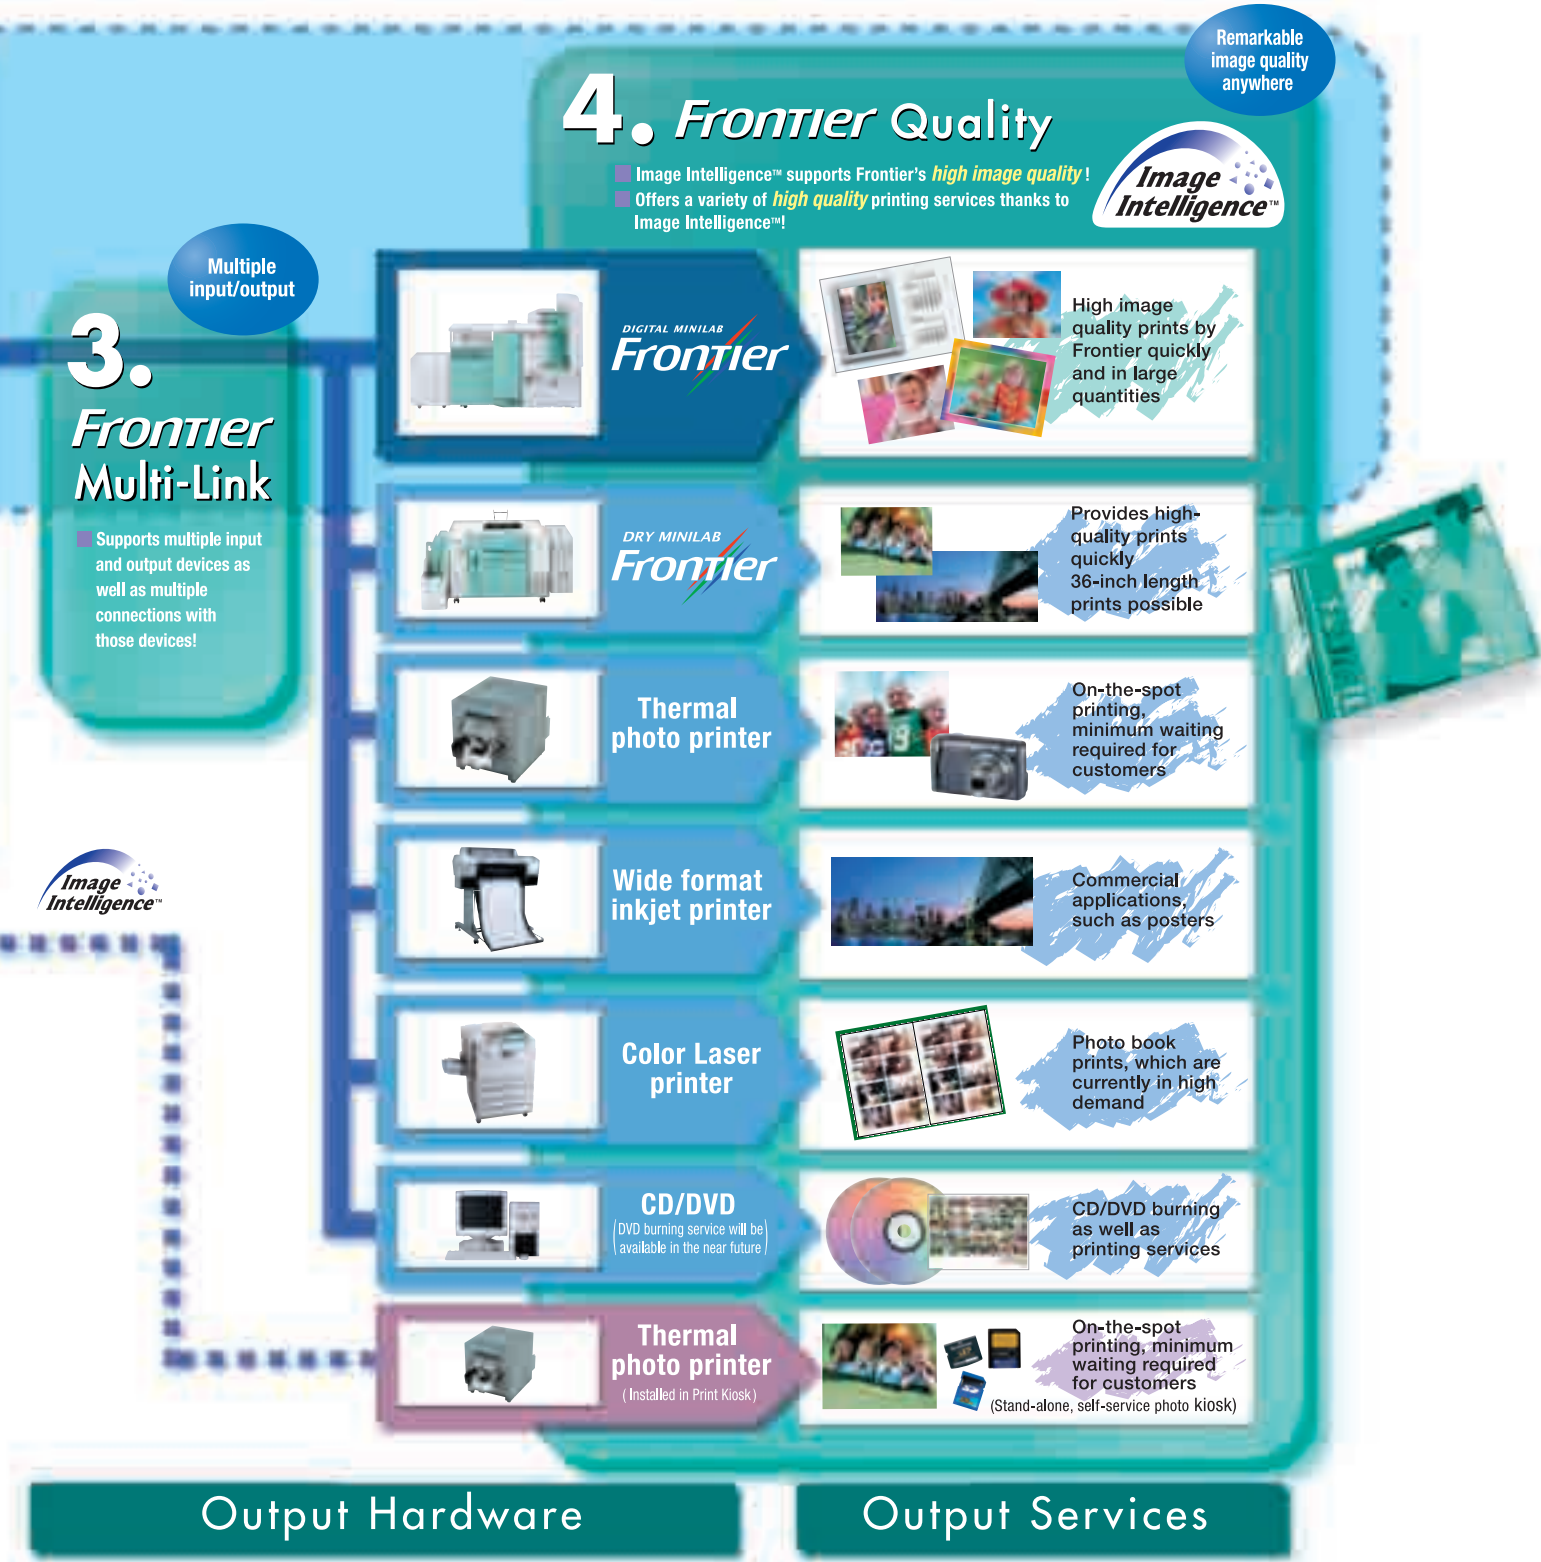 Remarkable
image quality
anywhere
4. Frontier Quality
Image Intelligence™ supports Frontier's high image quality!
Offers a variety of high quality printing services thanks to
Image Intelligence™!
Image
Intelligence™
Multiple
input/output
3.
Frontier
Multi-Link
Supports multiple input
and output devices as
well as multiple
connections with
those devices!
DIGITAL MINILAB
Frontier
High image
quality prints by
Frontier quickly
and in large
quantities
DRY MINILAB
Frontier
Provides high-
quality prints
quickly
36-inch length
prints possible
Thermal
photo printer
On-the-spot
printing,
minimum waiting
required for
customers
Image
Intelligence™
Wide format
inkjet printer
Commercial
applications,
such as posters
Color Laser
printer
Photo book
prints, which are
currently in high
demand
CD/DVD
(DVD burning service will be
available in the near future)
CD/DVD burning
as well as
printing services
Thermal
photo printer
(Installed in Print Kiosk)
On-the-spot
printing, minimum
waiting required
for customers
(Stand-alone, self-service photo kiosk)
Output Hardware
Output Services